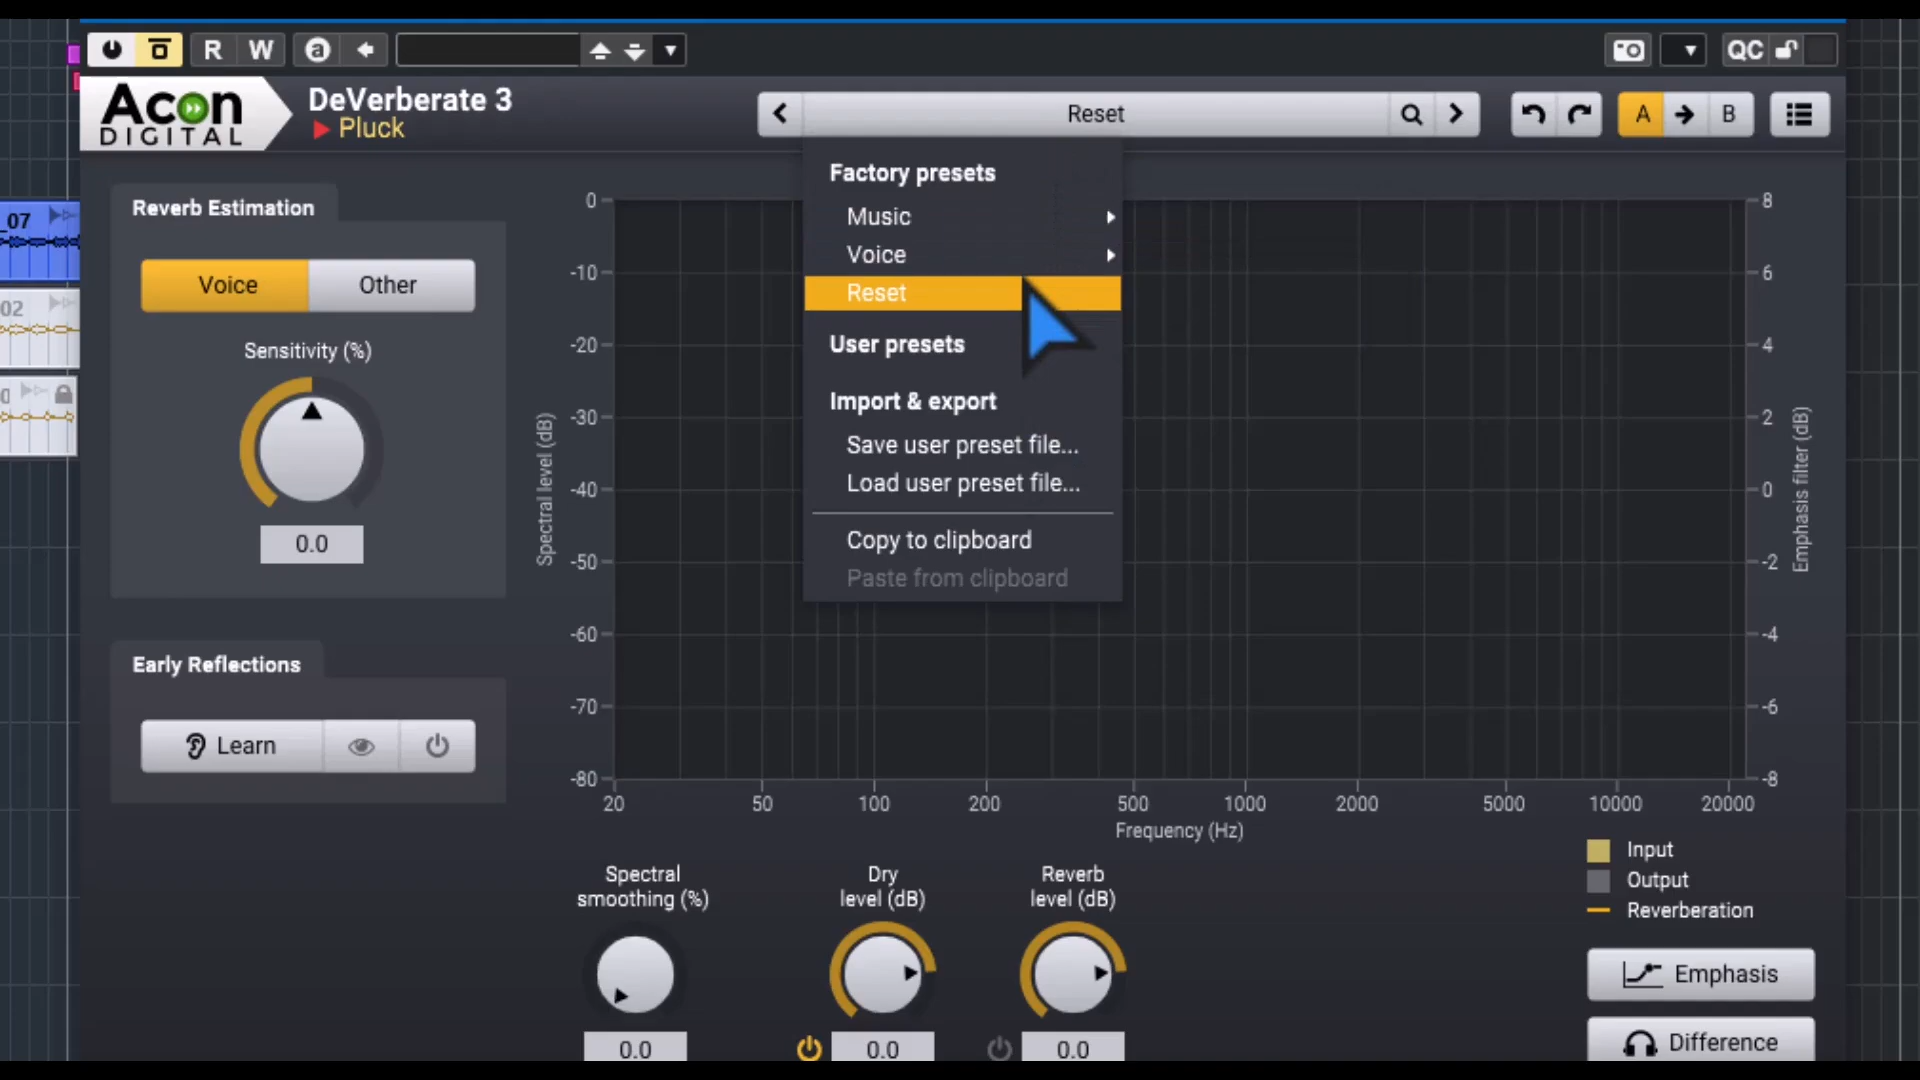 R W a QC
Acon
DIGITAL
DeVerberate 3
Pluck
Reset
A B
Factory presets
Music
Voice
Reset
User presets
Import & export
Save user preset file...
Load user preset file...
Copy to clipboard
Paste from clipboard
_07
02
Reverb Estimation
Voice Other
Sensitivity (%)
0.0
Early Reflections
Learn
Spectral level (dB)
0
-10
-20
-30
-40
-50
-60
-70
-80
8
6
4
2
0
-2
-4
-6
-8
Emphasis filter (dB)
20 50 100 200 500 1000 2000 5000 10000 20000
Frequency (Hz)
Input
Output
Reverberation
Spectral
smoothing (%)
0.0
Dry
level (dB)
0.0
Reverb
level (dB)
0.0
Emphasis
Difference